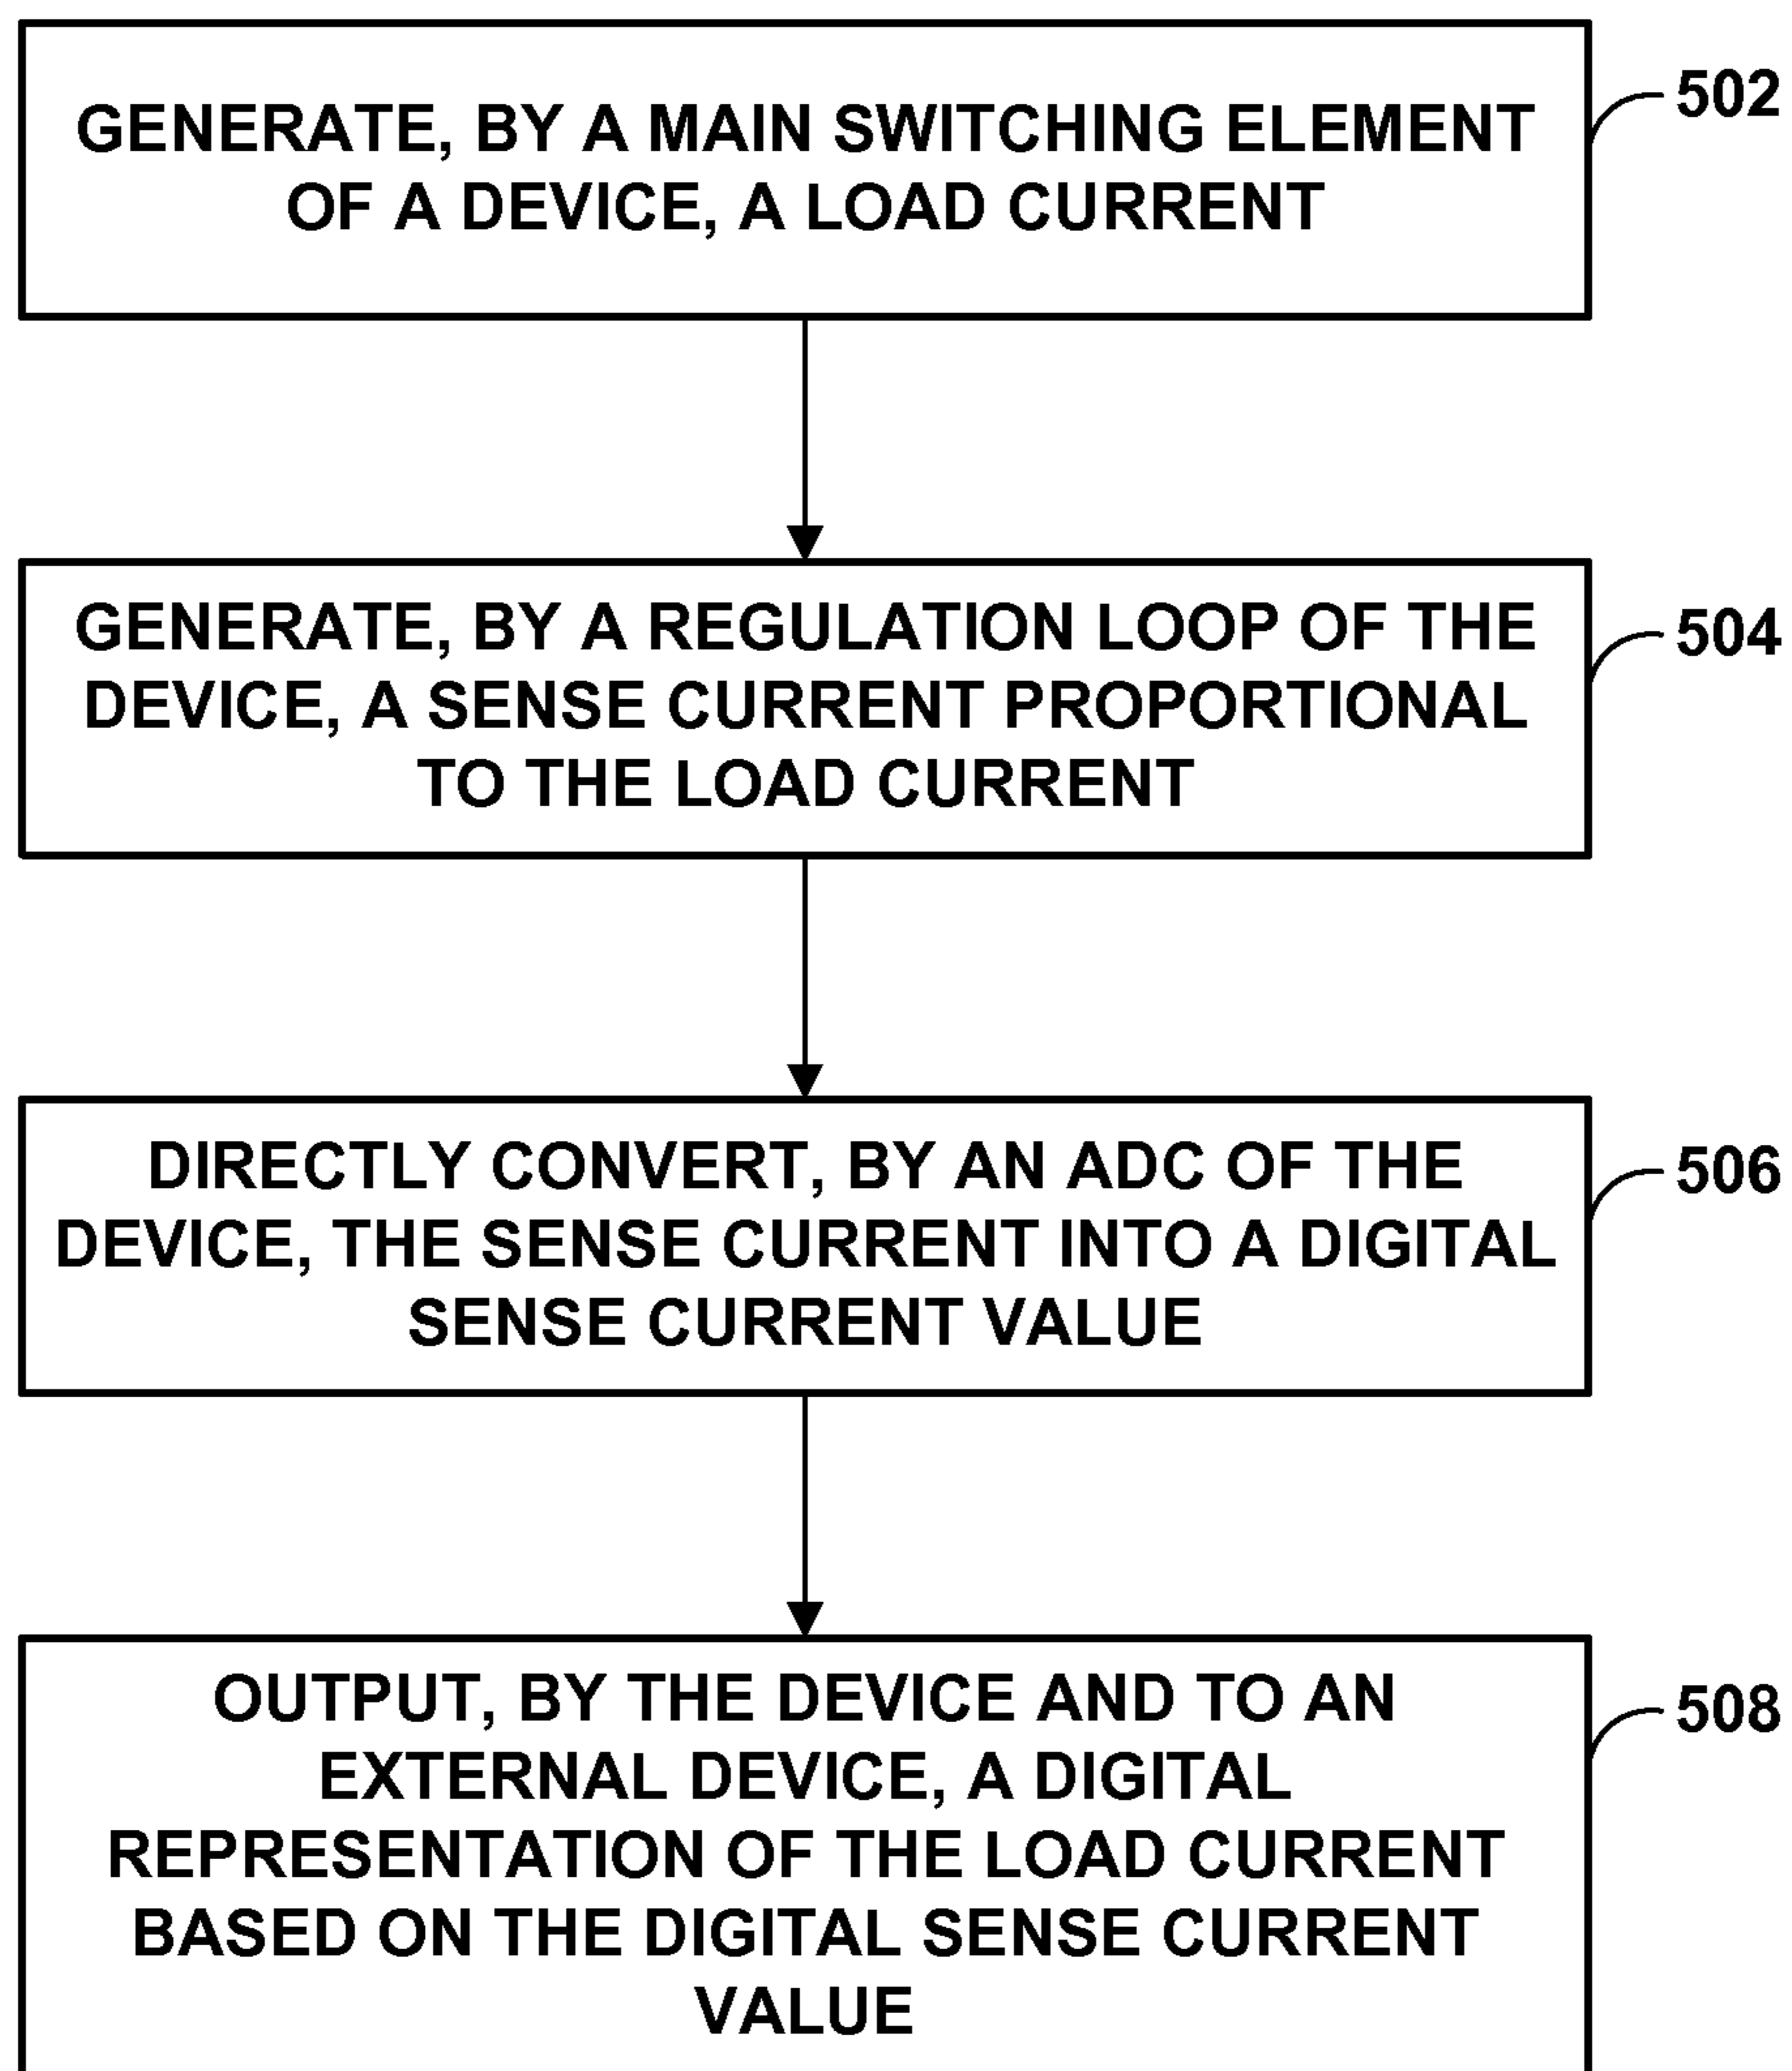 GENERATE, BY A MAIN SWITCHING ELEMENT
OF A DEVICE, A LOAD CURRENT
502
GENERATE, BY A REGULATION LOOP OF THE
DEVICE, A SENSE CURRENT PROPORTIONAL
TO THE LOAD CURRENT
504
DIRECTLY CONVERT, BY AN ADC OF THE
DEVICE, THE SENSE CURRENT INTO A DIGITAL
SENSE CURRENT VALUE
506
OUTPUT, BY THE DEVICE AND TO AN
EXTERNAL DEVICE, A DIGITAL
REPRESENTATION OF THE LOAD CURRENT
BASED ON THE DIGITAL SENSE CURRENT
VALUE
508